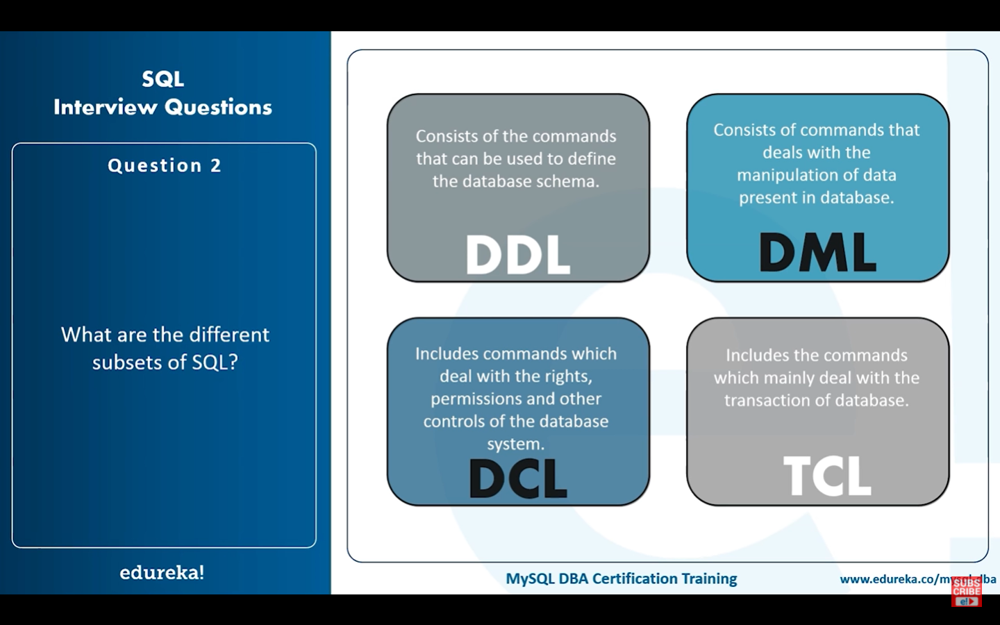 SQL
Interview Questions
Question 2
What are the different
subsets of SQL?
edureka!
Consists of the commands
that can be used to define
the database schema.
DDL
Consists of commands that
deals with the
manipulation of data
present in database.
DML
Includes commands which
deal with the rights,
permissions and other
controls of the database
system.
DCL
Includes the commands
which mainly deal with the
transaction of database.
TCL
MySQL DBA Certification Training
www.edureka.co/mysql-dba
SUBS
CRIBE
e!